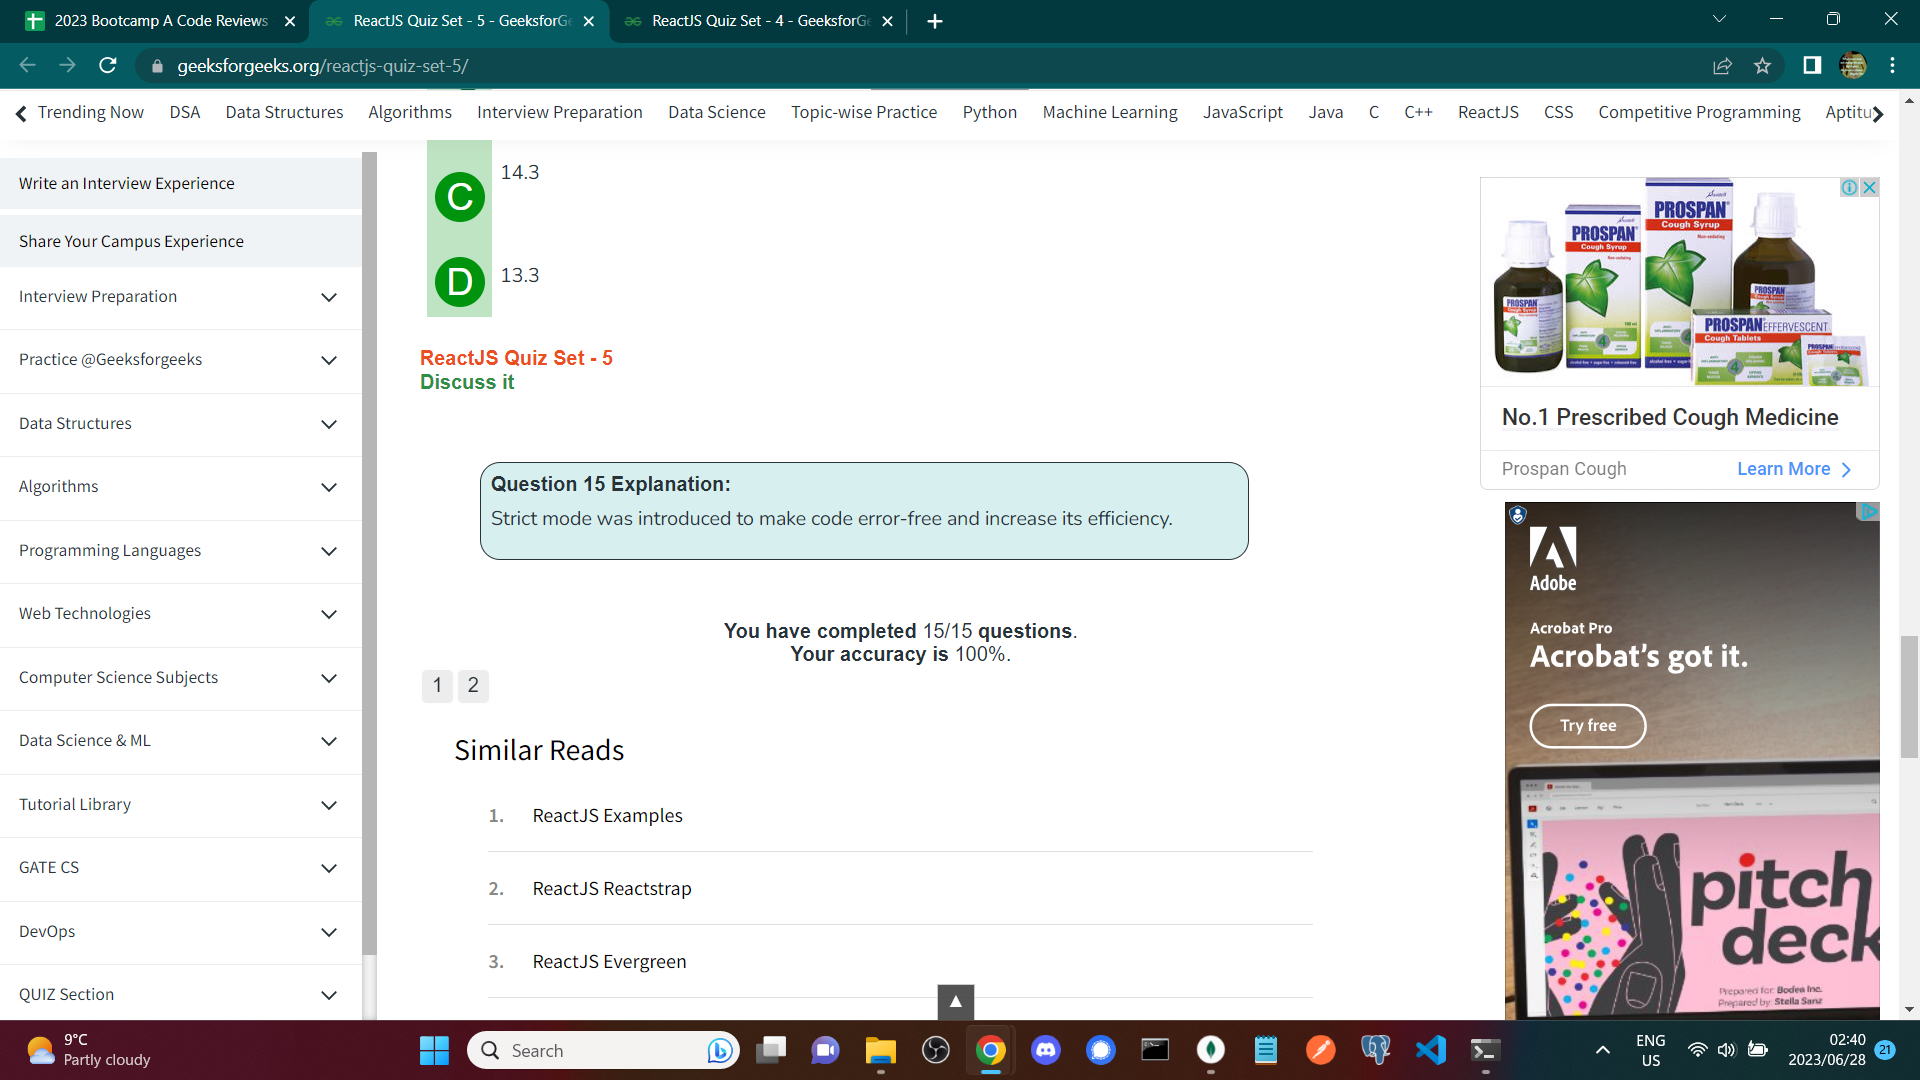 2023 Bootcamp A Code Reviews
ReactJS Quiz Set - 5 - GeeksforGe
ReactJS Quiz Set - 4 - GeeksforGe
geeksforgeeks.org/reactjs-quiz-set-5/
Trending Now DSA Data Structures Algorithms Interview Preparation Data Science Topic-wise Practice Python Machine Learning JavaScript Java C C++ ReactJS CSS Competitive Programming Aptitu
Write an Interview Experience
Share Your Campus Experience
Interview Preparation
Practice @Geeksforgeeks
Data Structures
Algorithms
Programming Languages
Web Technologies
Computer Science Subjects
Data Science & ML
Tutorial Library
GATE CS
DevOps
QUIZ Section
C 14.3
D 13.3
ReactJS Quiz Set - 5
Discuss it
Question 15 Explanation:
Strict mode was introduced to make code error-free and increase its efficiency.
You have completed 15/15 questions.
Your accuracy is 100%.
1 2
Similar Reads
1. ReactJS Examples
2. ReactJS Reactstrap
3. ReactJS Evergreen
PROSPAN
Cough Syrup
PROSPAN
Cough Syrup
PROSPAN
PROSPAN
PROSPAN EFFERVESCENT
Cough Tablets
PROSPAN
No.1 Prescribed Cough Medicine
Prospan Cough
Learn More
Adobe
Acrobat Pro
Acrobat's got it.
Try free
pitch
deck
Prepared for: Bodea Inc.
Prepared by: Stella Sanz
9°C
Partly cloudy
Search
ENG
US
02:40
2023/06/28
21